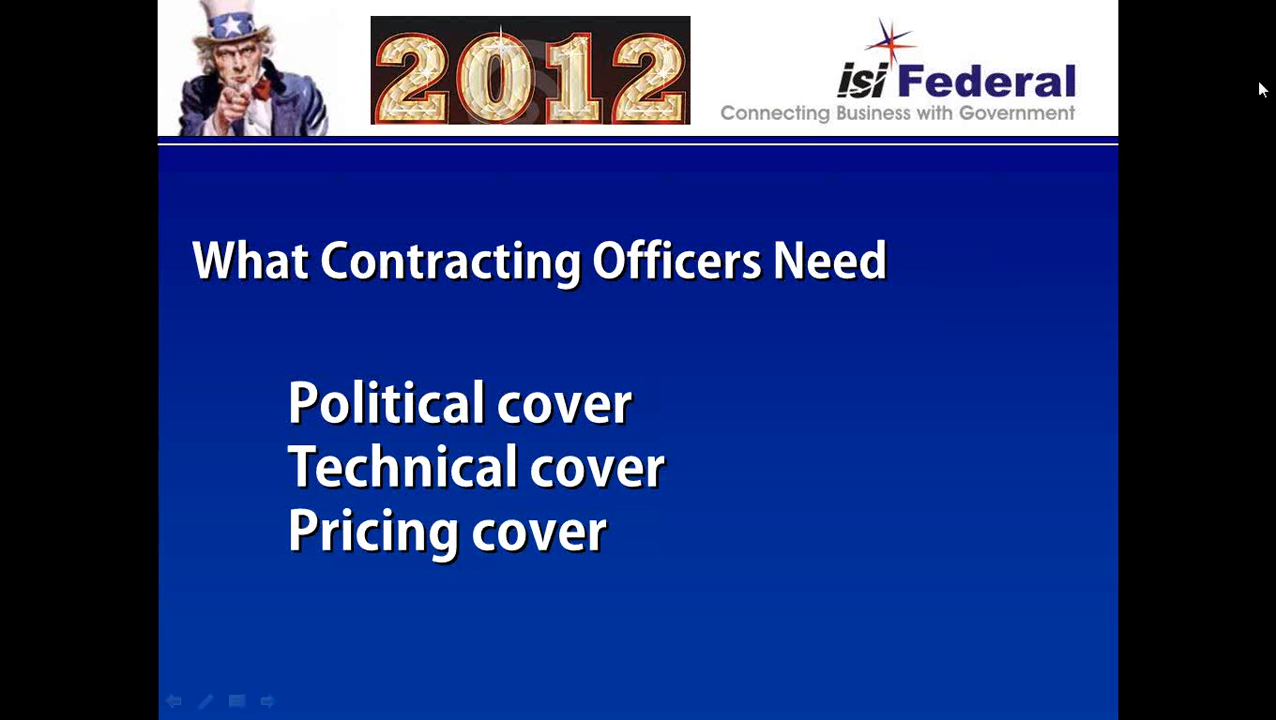 2012
isi Federal
Connecting Business with Government
What Contracting Officers Need
Political cover
Technical cover
Pricing cover